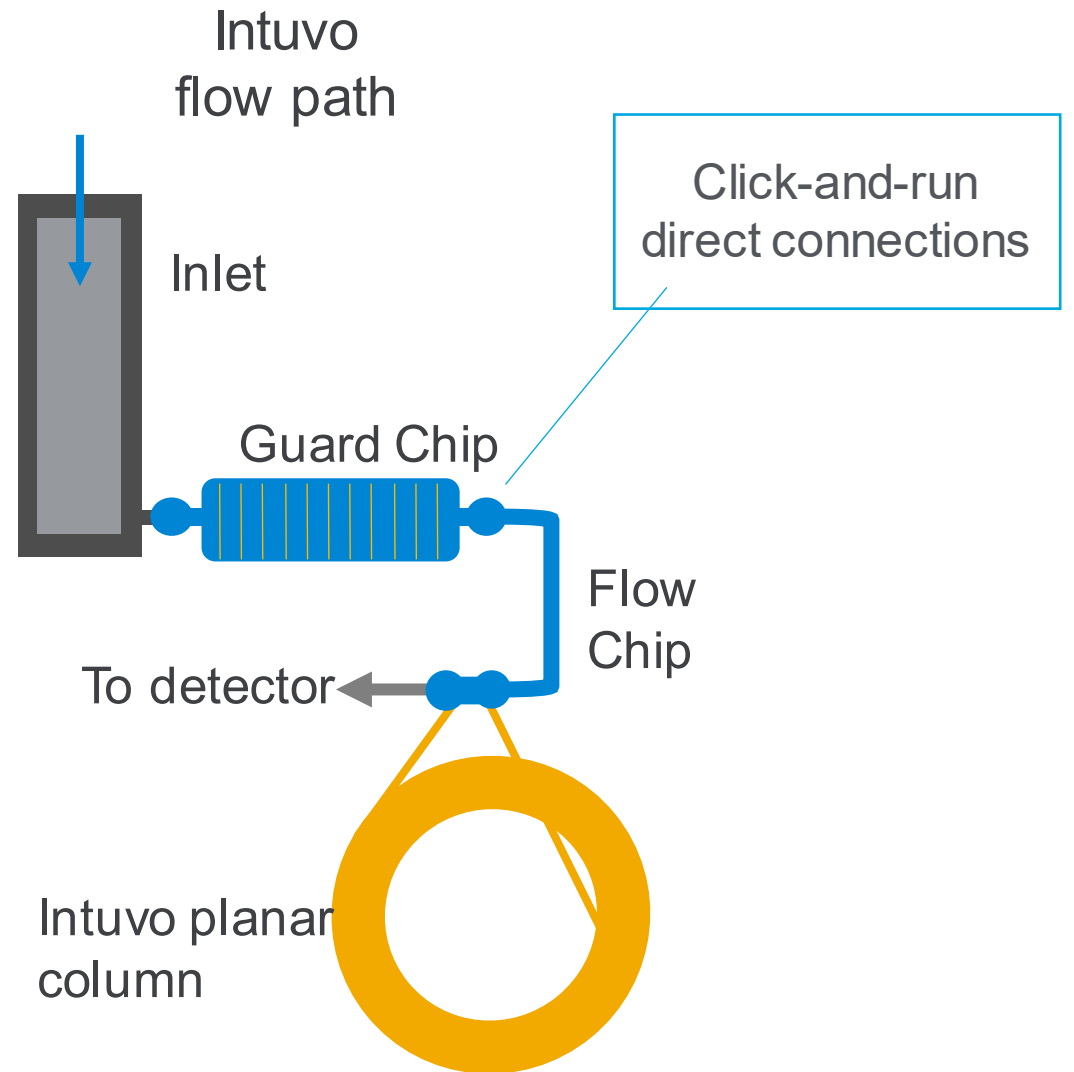 Intuvo
flow path
Click-and-run
direct connections
Inlet
Guard Chip
Flow
Chip
To detector
Intuvo planar
column